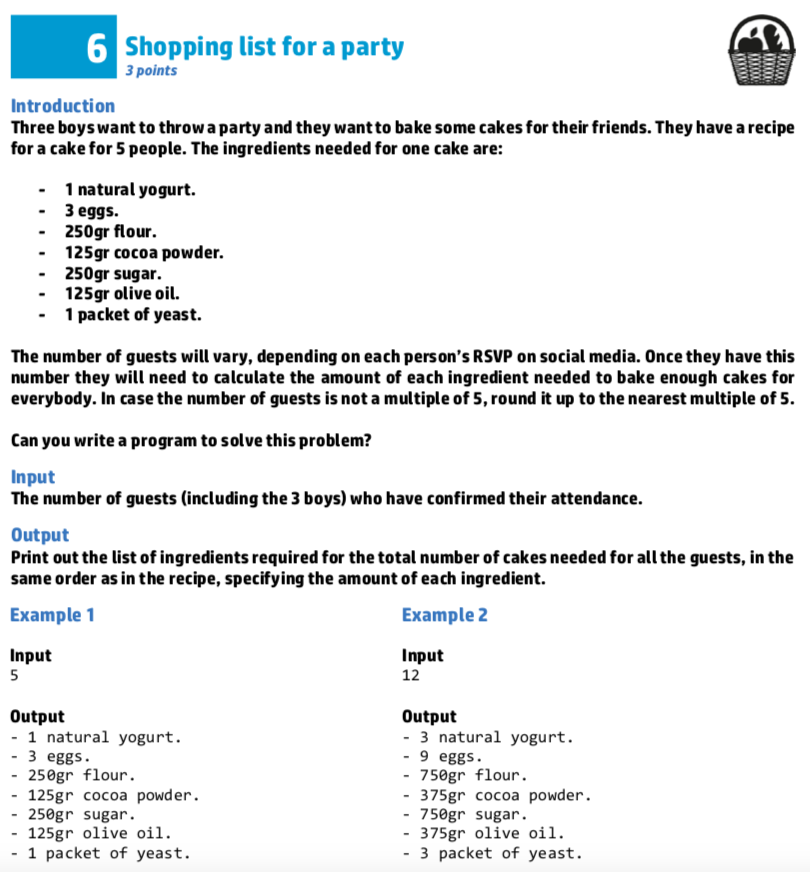 6 Shopping list for a party
3 points
Introduction
Three boys want to throw a party and they want to bake some cakes for their friends. They have a recipe
for a cake for 5 people. The ingredients needed for one cake are:
- 1 natural yogurt.
- 3 eggs.
- 250gr flour.
- 125gr cocoa powder.
- 250gr sugar.
- 125gr olive oil.
- 1 packet of yeast.
The number of guests will vary, depending on each person's RSVP on social media. Once they have this
number they will need to calculate the amount of each ingredient needed to bake enough cakes for
everybody. In case the number of guests is not a multiple of 5, round it up to the nearest multiple of 5.
Can you write a program to solve this problem?
Input
The number of guests (including the 3 boys) who have confirmed their attendance.
Output
Print out the list of ingredients required for the total number of cakes needed for all the guests, in the
same order as in the recipe, specifying the amount of each ingredient.
Example 1
Input
5
Output
- 1 natural yogurt.
- 3 eggs.
- 250gr flour.
- 125gr cocoa powder.
- 250gr sugar.
- 125gr olive oil.
- 1 packet of yeast.
Example 2
Input
12
Output
- 3 natural yogurt.
- 9 eggs.
- 750gr flour.
- 375gr cocoa powder.
- 750gr sugar.
- 375gr olive oil.
- 3 packet of yeast.